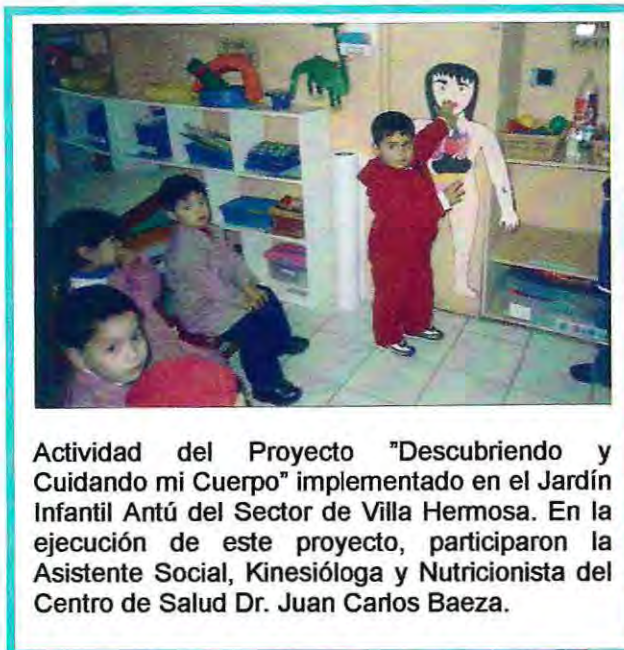 Actividad del Proyecto "Descubriendo y
Cuidando mi Cuerpo" implementado en el Jardín
Infantil Antú del Sector de Villa Hermosa. En la
ejecución de este proyecto, participaron la
Asistente Social, Kinesióloga y Nutricionista del
Centro de Salud Dr. Juan Carlos Baeza.